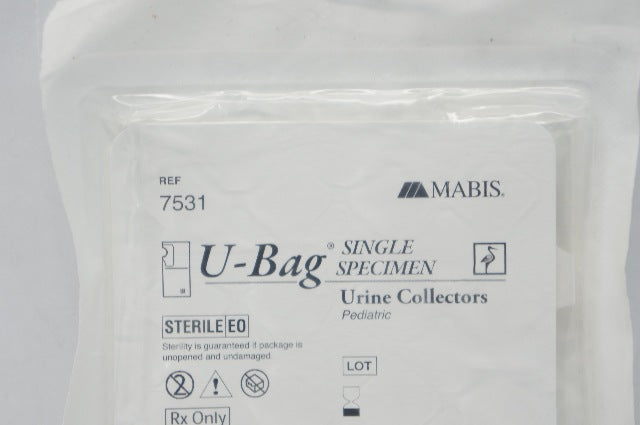 REF
7531
MABIS®
U-Bag® SINGLE
SPECIMEN
Urine Collectors
Pediatric
STERILE EO
Sterility is guaranteed if package is
unopened and undamaged.
2
!
LOT
Rx Only